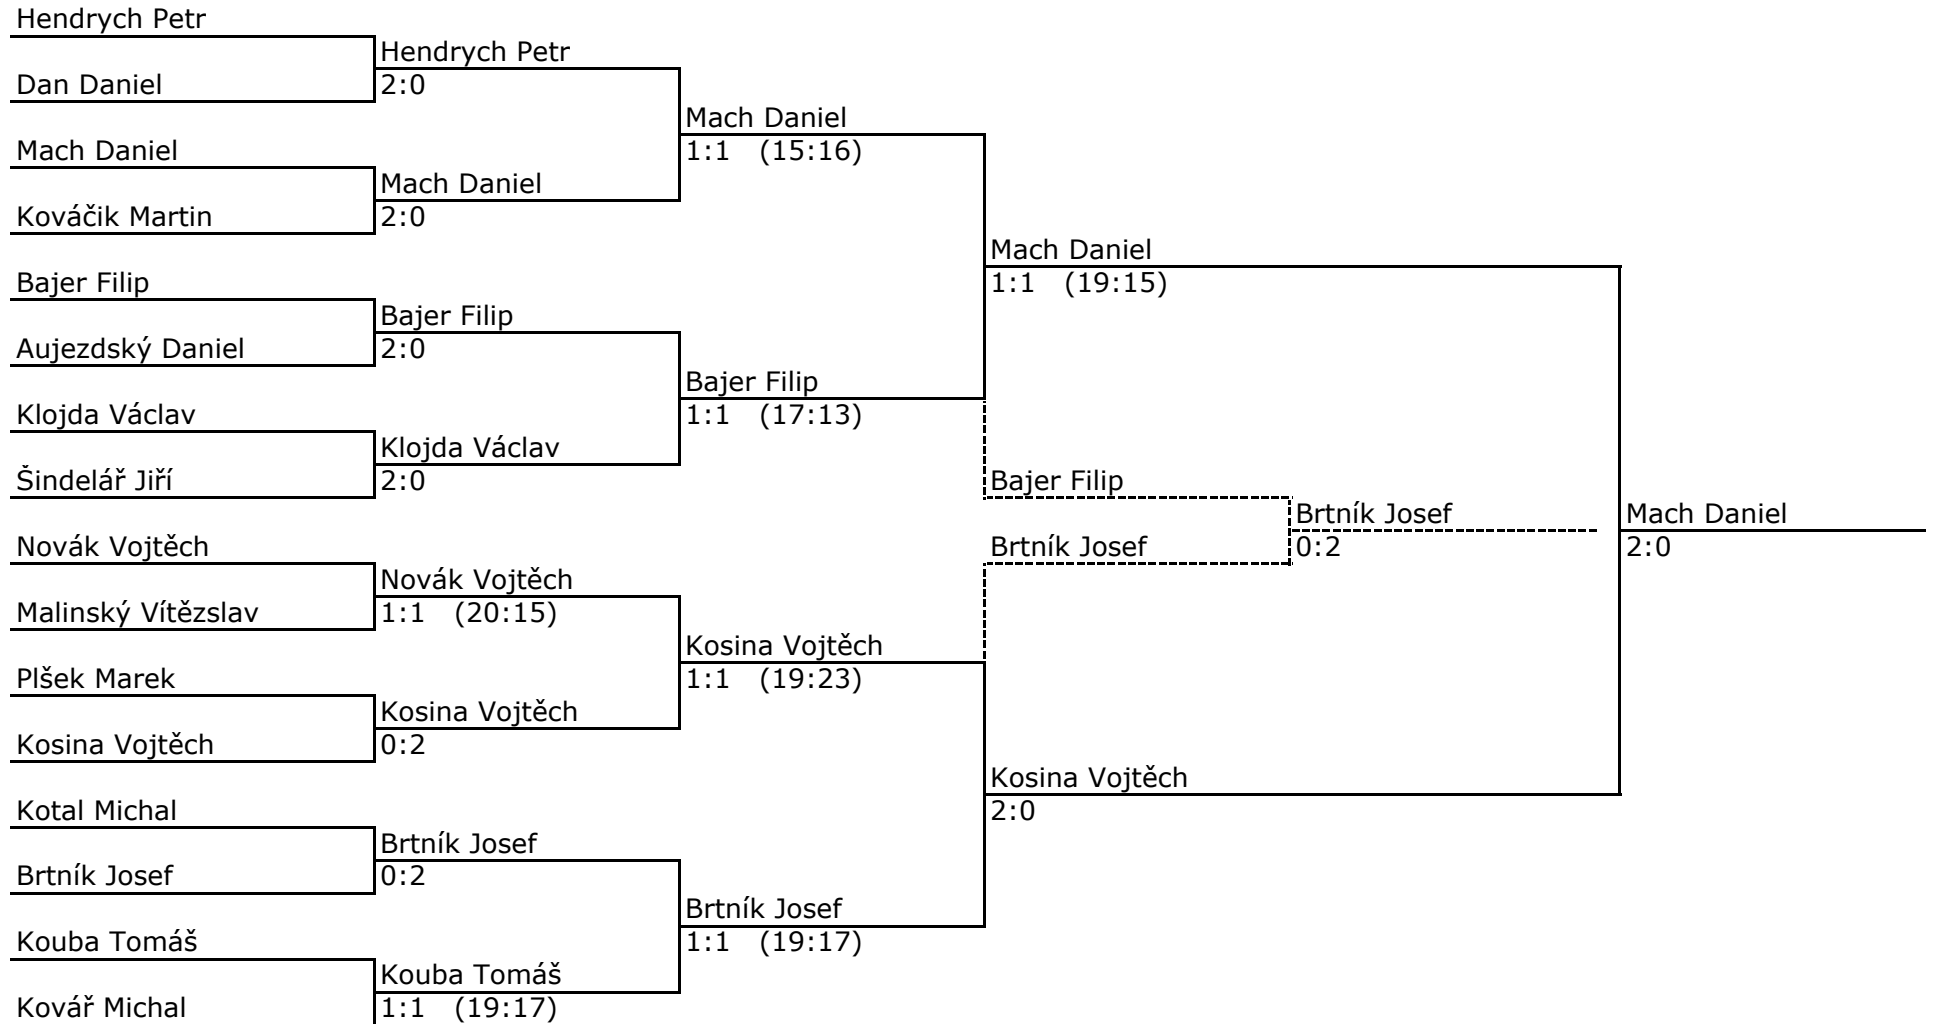 Hendrych Petr
Hendrych Petr
Dan Daniel
2:0
Mach Daniel
Mach Daniel
1:1 (15:16)
Mach Daniel
Kováčik Martin
2:0
Mach Daniel
Bajer Filip
1:1 (19:15)
Bajer Filip
Aujezdský Daniel
2:0
Bajer Filip
Klojda Václav
1:1 (17:13)
Klojda Václav
Šindelář Jiří
2:0
Bajer Filip
Brtník Josef
Mach Daniel
Novák Vojtěch
Brtník Josef
0:2
2:0
Novák Vojtěch
Malinský Vítězslav
1:1 (20:15)
Kosina Vojtěch
Plšek Marek
1:1 (19:23)
Kosina Vojtěch
Kosina Vojtěch
0:2
Kosina Vojtěch
Kotal Michal
2:0
Brtník Josef
Brtník Josef
0:2
Brtník Josef
Kouba Tomáš
1:1 (19:17)
Kouba Tomáš
Kovář Michal
1:1 (19:17)